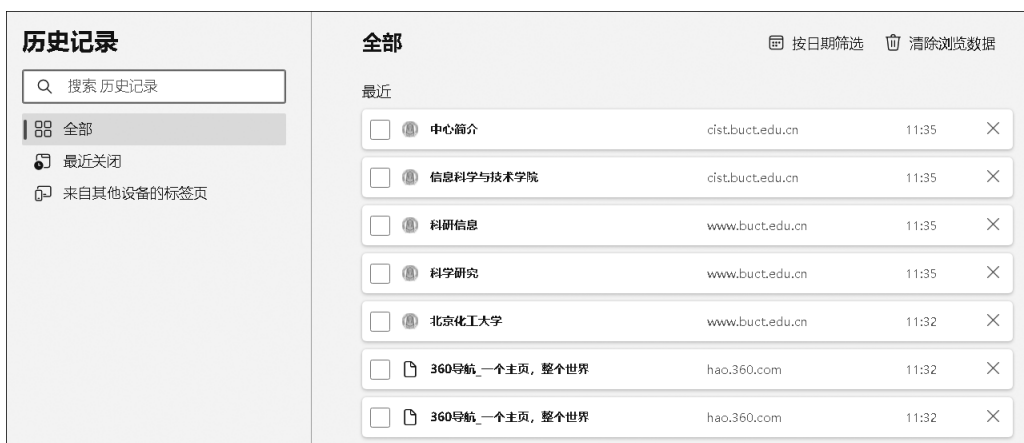 历史记录
搜索 历史记录
全部
最近关闭
来自其他设备的标签页
全部
按日期筛选 清除浏览数据
最近
中心简介 cist.buct.edu.cn 11:35
信息科学与技术学院 cist.buct.edu.cn 11:35
科研信息 www.buct.edu.cn 11:35
科学研究 www.buct.edu.cn 11:35
北京化工大学 www.buct.edu.cn 11:32
360导航_一个主页，整个世界 hao.360.com 11:32
360导航_一个主页，整个世界 hao.360.com 11:32